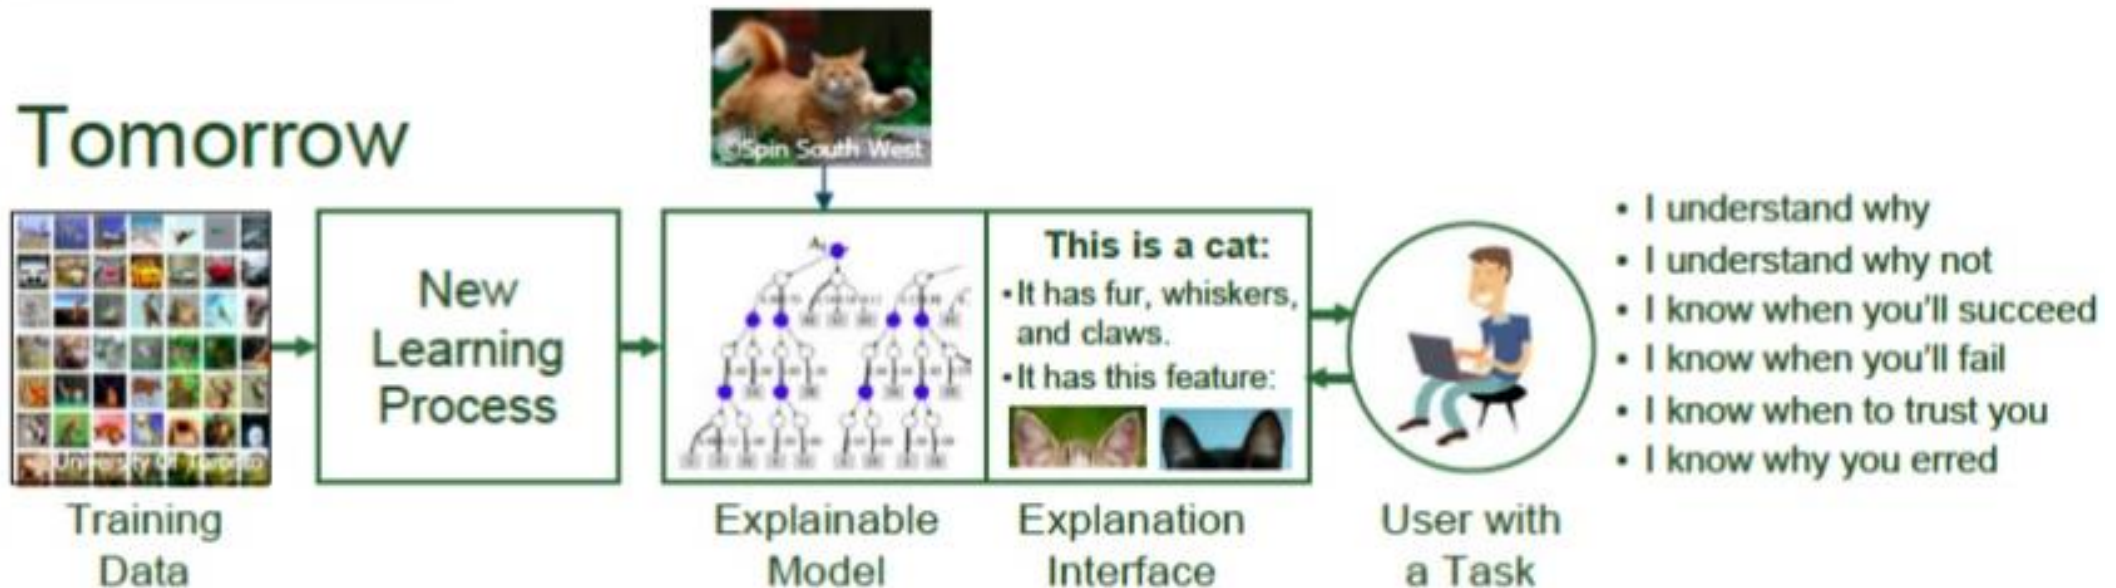 Tomorrow
©Spin South West
New
Learning
Process
This is a cat:
•It has fur, whiskers,
and claws.
•It has this feature:
• I understand why
• I understand why not
• I know when you'll succeed
• I know when you'll fail
• I know when to trust you
• I know why you erred
Training
Data
Explainable
Model
Explanation
Interface
User with
a Task